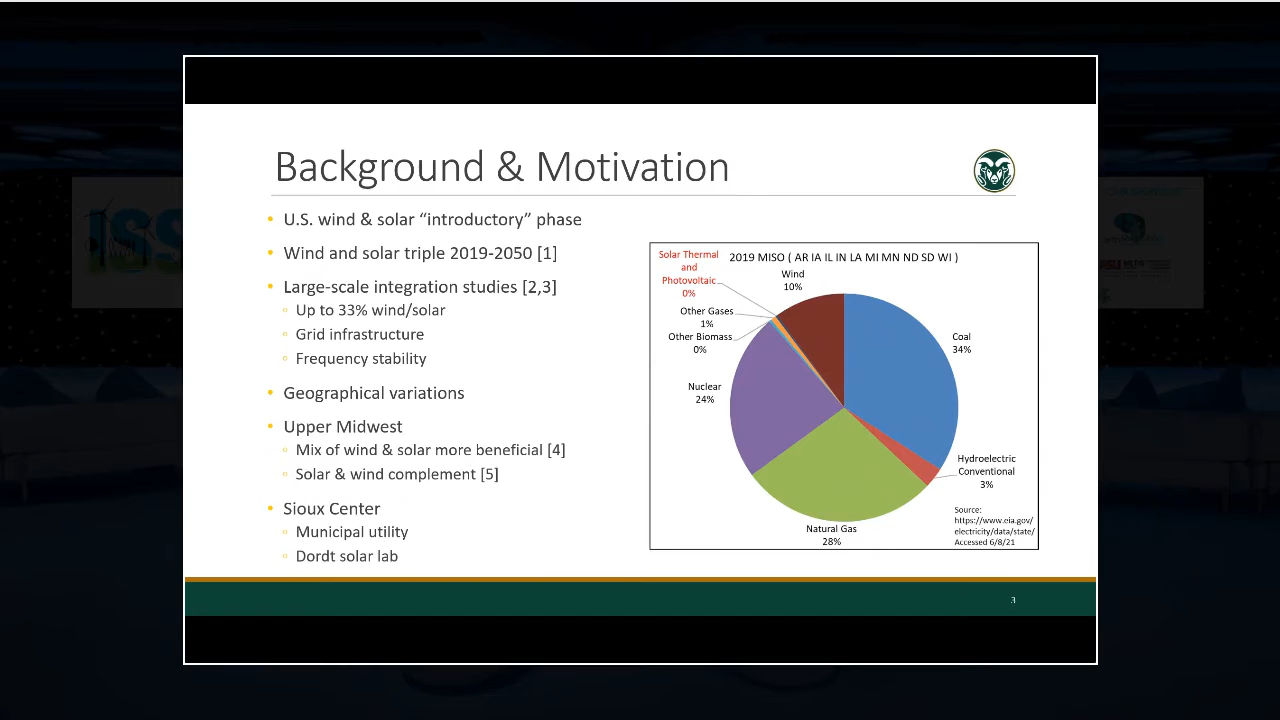 Background & Motivation
• U.S. wind & solar “introductory” phase
• Wind and solar triple 2019-2050 [1]
• Large-scale integration studies [2,3]
◦ Up to 33% wind/solar
◦ Grid infrastructure
◦ Frequency stability
• Geographical variations
• Upper Midwest
◦ Mix of wind & solar more beneficial [4]
◦ Solar & wind complement [5]
• Sioux Center
◦ Municipal utility
◦ Dordt solar lab
2019 MISO ( AR IA IL IN LA MI MN ND SD WI )
Solar Thermal
and
Photovoltaic
0%
Wind
10%
Other Gases
1%
Other Biomass
0%
Coal
34%
Nuclear
24%
Hydroelectric
Conventional
3%
Natural Gas
28%
Source:
https://www.eia.gov/
electricity/data/state/
Accessed 6/8/21
3